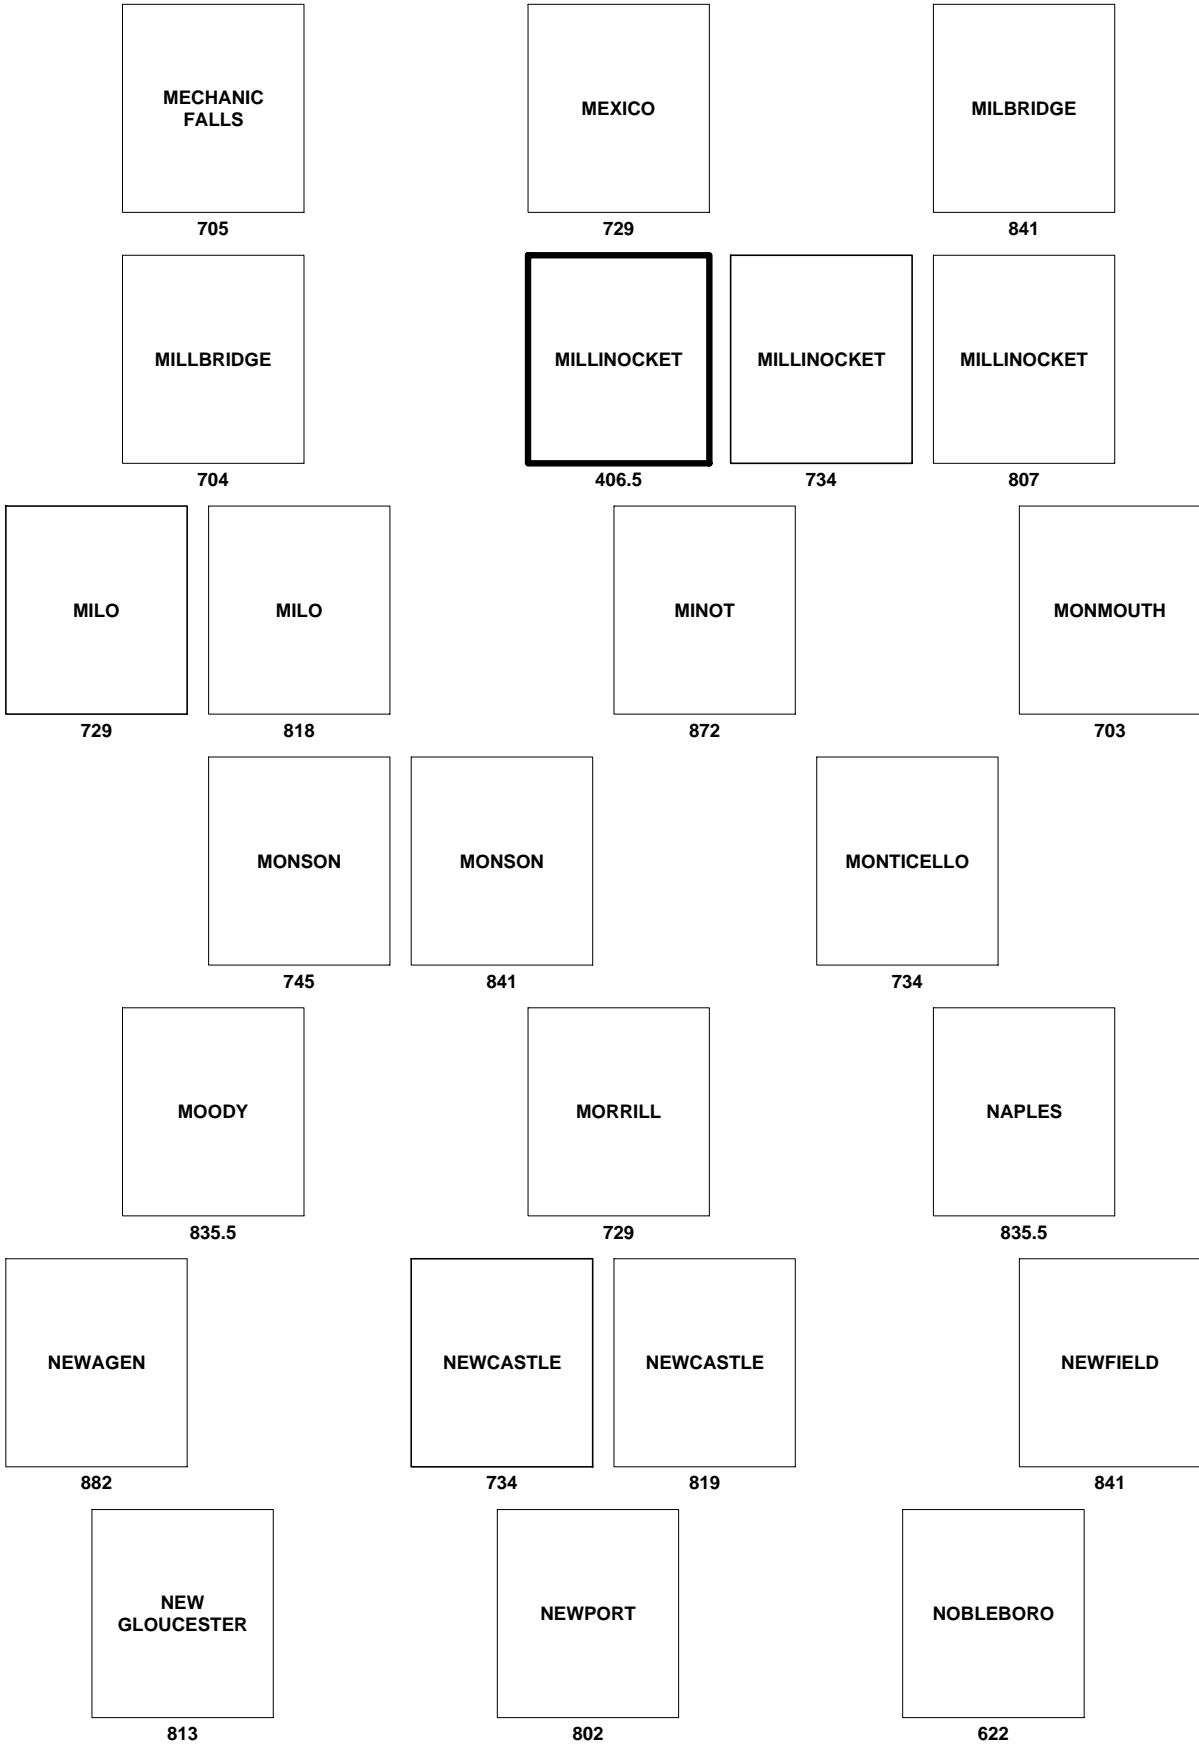 MECHANIC
FALLS
MEXICO
MILBRIDGE
705
729
841
MILLBRIDGE
MILLINOCKET
MILLINOCKET
MILLINOCKET
704
406.5
734
807
MILO
MILO
MINOT
MONMOUTH
729
818
872
703
MONSON
MONSON
MONTICELLO
745
841
734
MOODY
MORRILL
NAPLES
835.5
729
835.5
NEWAGEN
NEWCASTLE
NEWCASTLE
NEWFIELD
882
734
819
841
NEW
GLOUCESTER
NEWPORT
NOBLEBORO
813
802
622